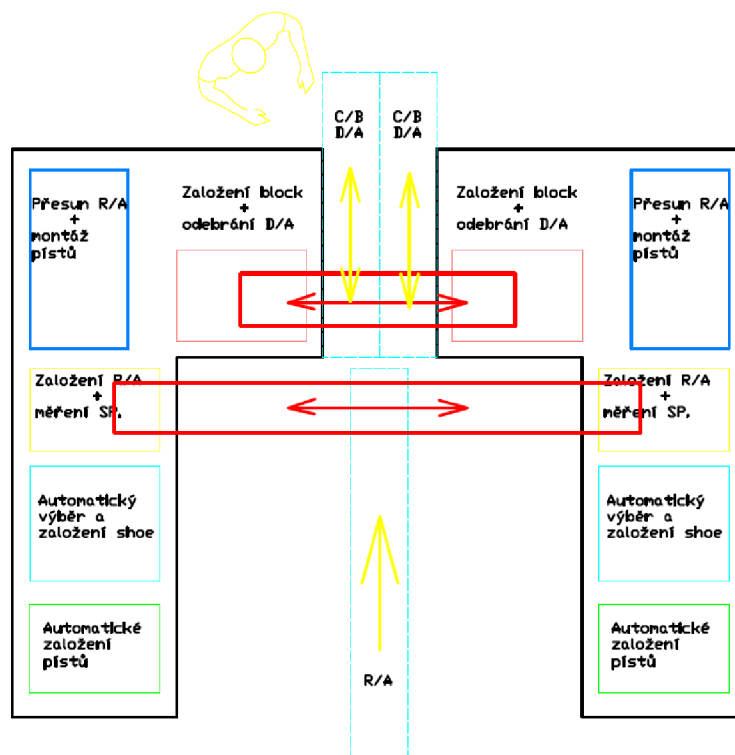 C/B
D/A
C/B
D/A
Založení block
+
odebrání D/A
Založení block
+
odebrání D/A
Přesun R/A
+
montáž
pístů
Přesun R/A
+
montáž
pístů
Založení R/A
+
měření SP.
Založení R/A
+
měření SP.
Automatický
výběr a
založení shoe
Automatický
výběr a
založení shoe
Automatické
založení
pístů
Automatické
založení
pístů
R/A